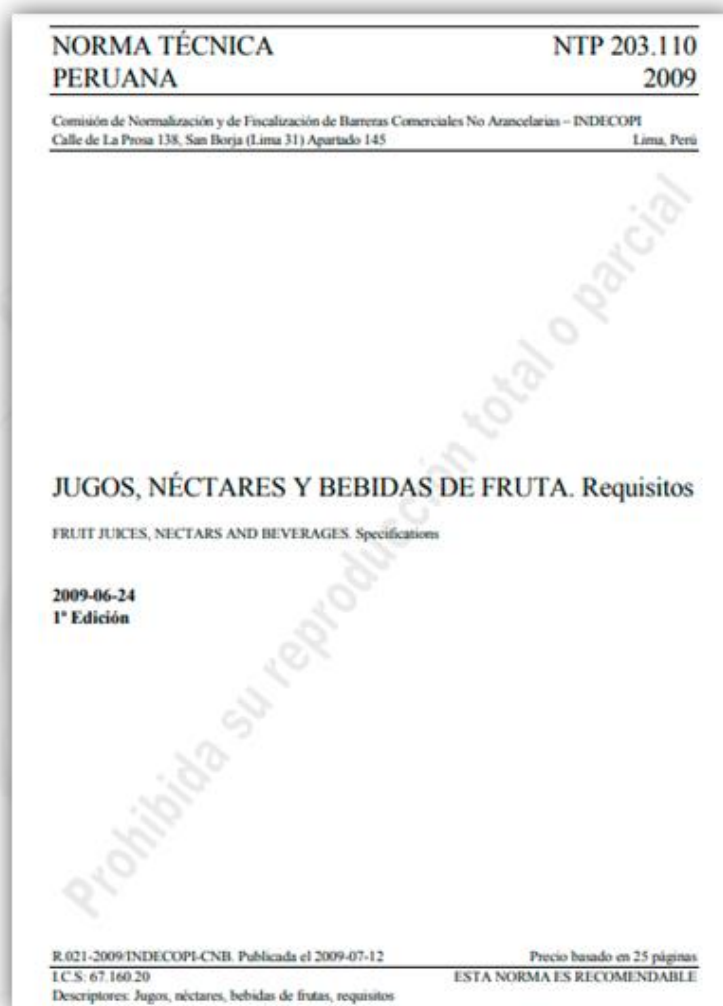 NORMA TÉCNICA NTP 203.110
PERUANA 2009
Comisión de Normalización y de Fiscalización de Barreras Comerciales No Arancelarias – INDECOPI
Calle de La Prosa 138, San Borja (Lima 31) Apartado 145 Lima, Perú
JUGOS, NÉCTARES Y BEBIDAS DE FRUTA. Requisitos
FRUIT JUICES, NECTARS AND BEVERAGES. Specifications
2009-06-24
1ª Edición
Prohibida su reproducción total o parcial
R.021-2009/INDECOPI-CNB. Publicada el 2009-07-12 Precio basado en 25 páginas
I.C.S: 67.160.20 ESTA NORMA ES RECOMENDABLE
Descriptores: Jugos, néctares, bebidas de frutas, requisitos